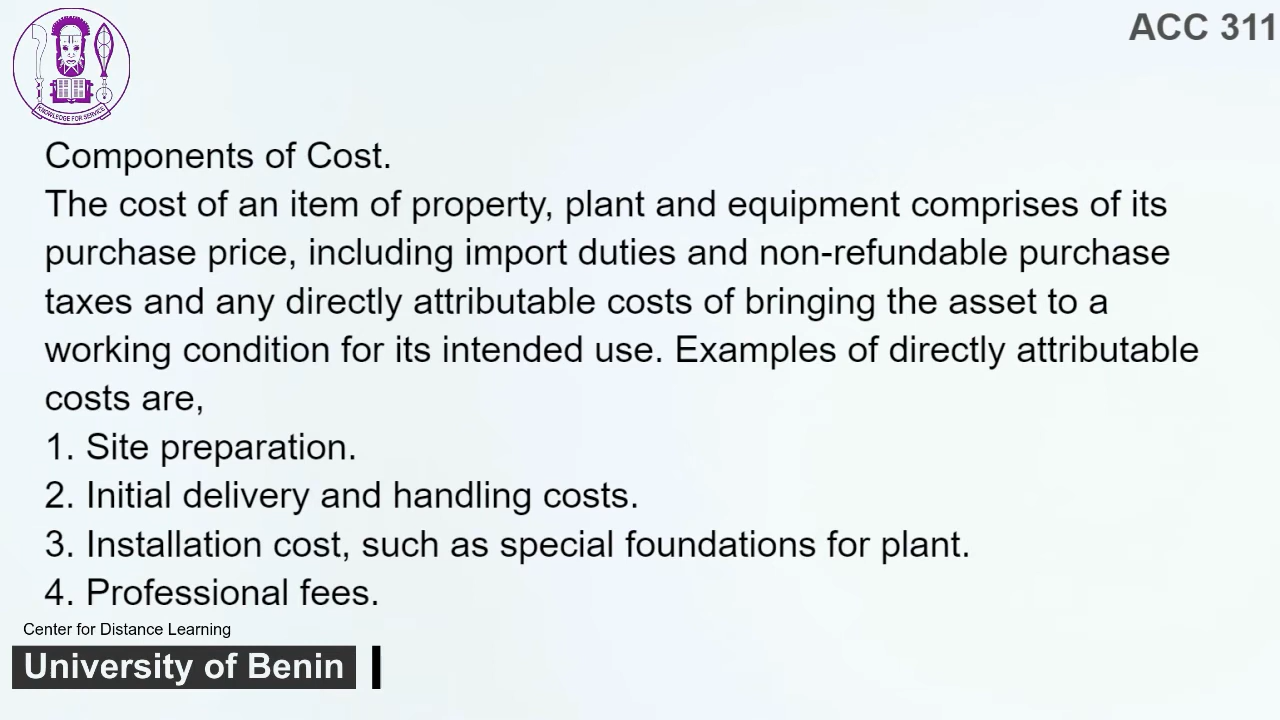 KNOWLEDGE FOR SERVICE
ACC 311
Components of Cost.
The cost of an item of property, plant and equipment comprises of its
purchase price, including import duties and non-refundable purchase
taxes and any directly attributable costs of bringing the asset to a
working condition for its intended use. Examples of directly attributable
costs are,
1. Site preparation.
2. Initial delivery and handling costs.
3. Installation cost, such as special foundations for plant.
4. Professional fees.
Center for Distance Learning
University of Benin